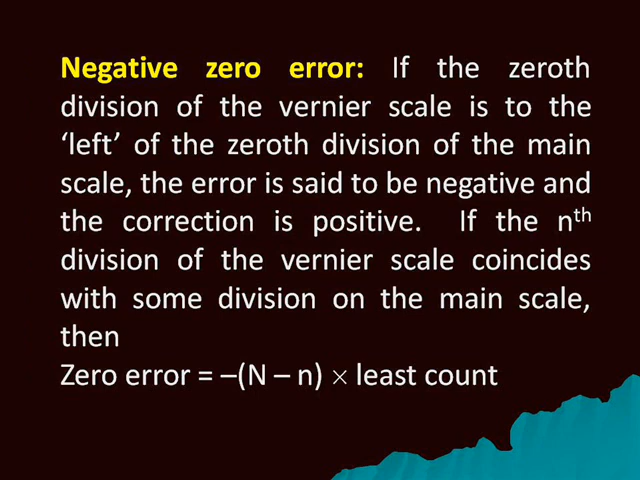 Negative zero error: If the zeroth
division of the vernier scale is to the
‘left’ of the zeroth division of the main
scale, the error is said to be negative and
the correction is positive. If the nᵗʰ
division of the vernier scale coincides
with some division on the main scale,
then
Zero error = –(N – n) × least count